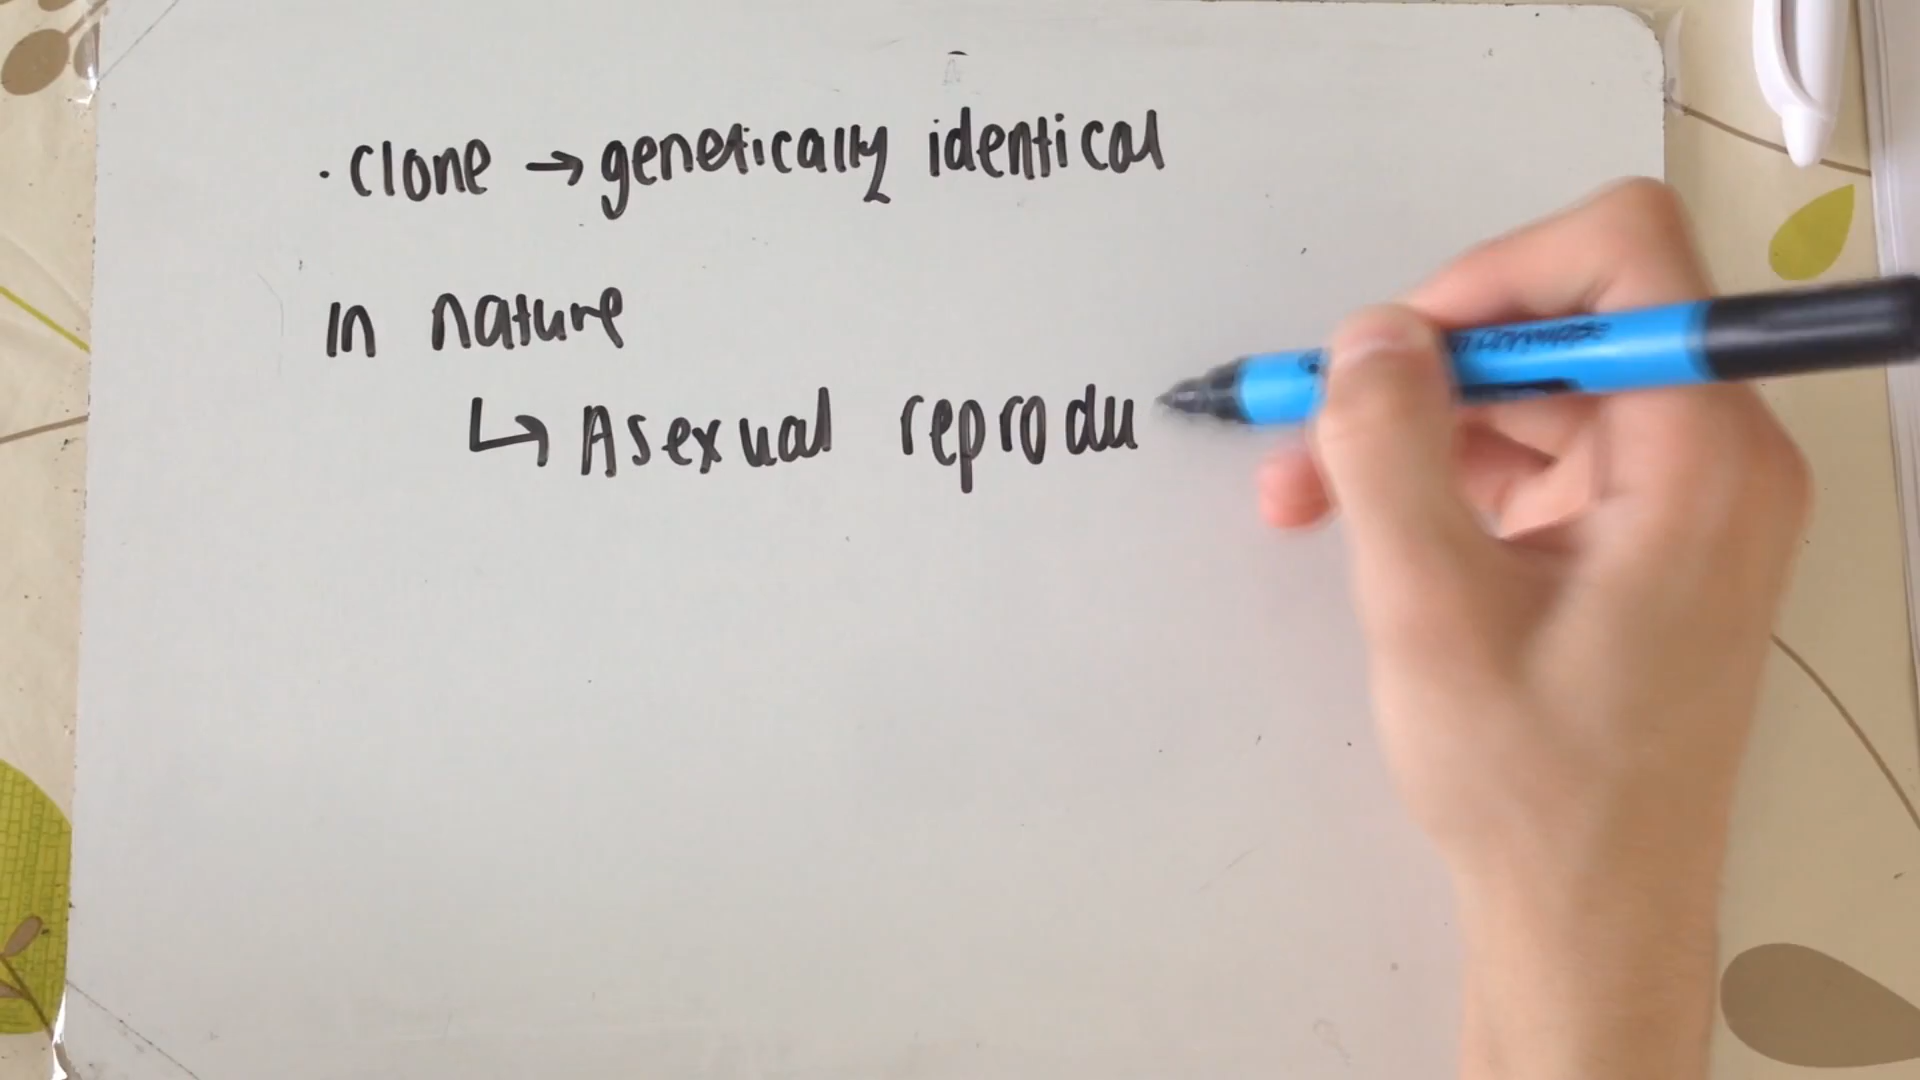 · Clone → genetically identical
In nature
↳ Asexual reprodu